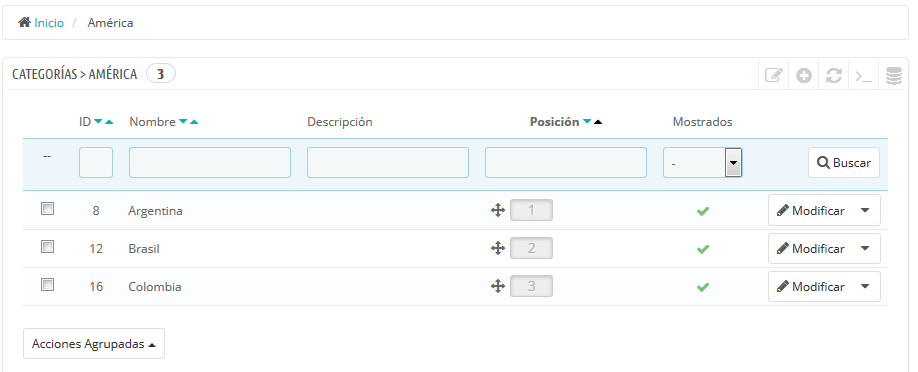 Inicio / América
CATEGORÍAS > AMÉRICA 3
ID Nombre Descripción Posición Mostrados
-- - Buscar
8 Argentina 1 Modificar
12 Brasil 2 Modificar
16 Colombia 3 Modificar
Acciones Agrupadas